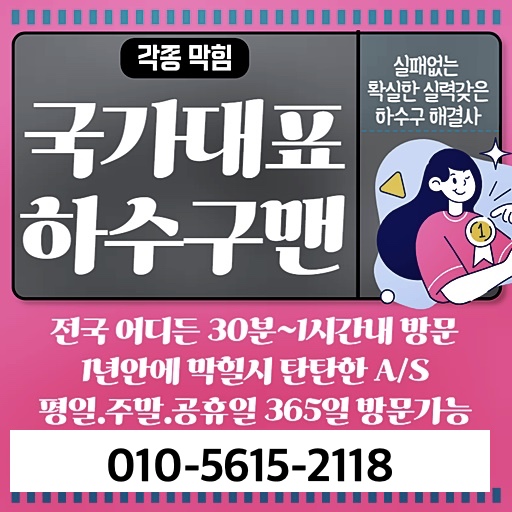 각종 막힘
국가대표
하수구맨
실패없는
확실한 실력갖은
하수구 해결사
1
전국 어디든 30분~1시간내 방문
1년안에 막힐시 탄탄한 A/S
평일.주말.공휴일 365일 방문가능
010-5615-2118